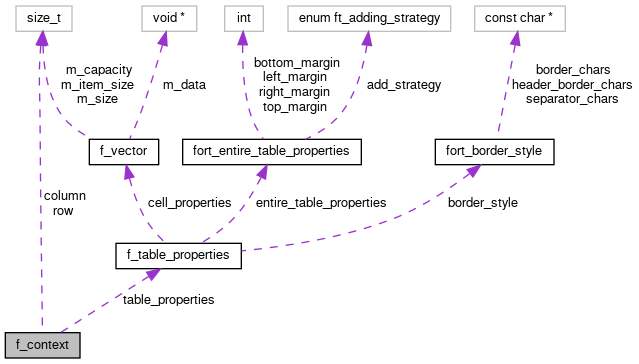 size_t
void *
int
enum ft_adding_strategy
const char *
m_capacity
m_item_size
m_size
m_data
bottom_margin
left_margin
right_margin
top_margin
add_strategy
border_chars
header_border_chars
separator_chars
f_vector
fort_entire_table_properties
fort_border_style
column
row
cell_properties
entire_table_properties
border_style
f_table_properties
table_properties
f_context